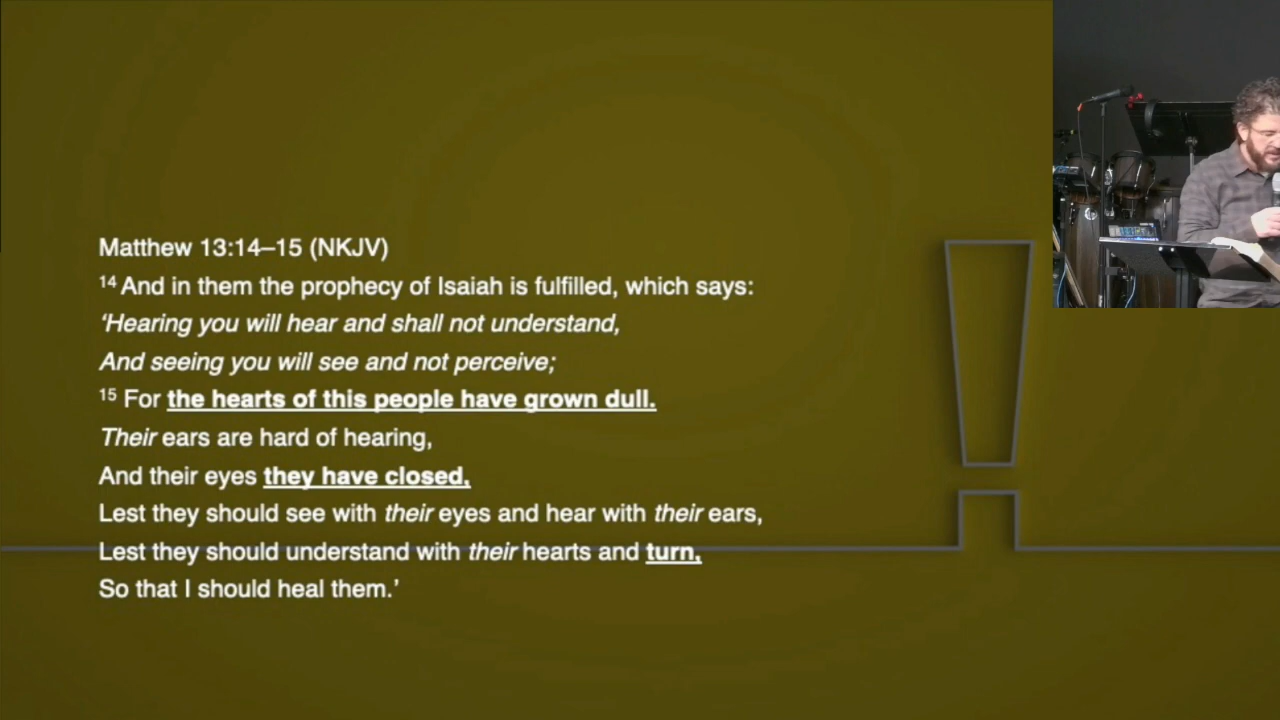 Matthew 13:14–15 (NKJV)
14 And in them the prophecy of Isaiah is fulfilled, which says:
‘Hearing you will hear and shall not understand,
And seeing you will see and not perceive;
15 For the hearts of this people have grown dull.
Their ears are hard of hearing,
And their eyes they have closed,
Lest they should see with their eyes and hear with their ears,
Lest they should understand with their hearts and turn,
So that I should heal them.’